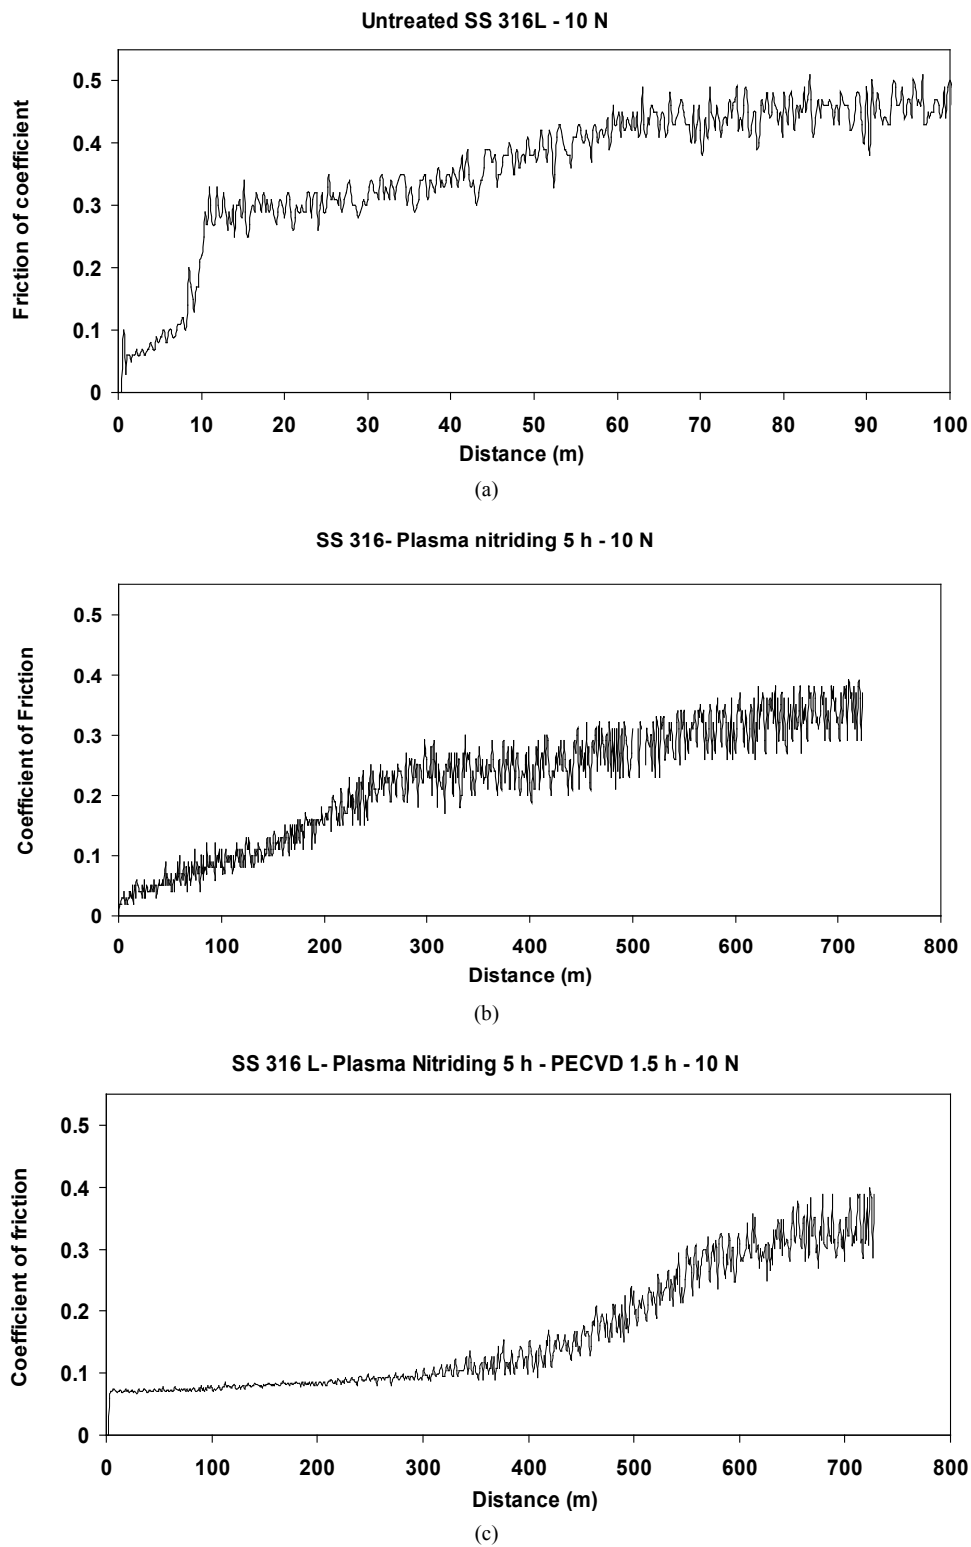 Untreated SS 316L - 10 N
0.5
0.4
0.3
0.2
0.1
0
Friction of coefficient
0 10 20 30 40 50 60 70 80 90 100
Distance (m)
(a)
SS 316- Plasma nitriding 5 h - 10 N
0.5
0.4
0.3
0.2
0.1
0
Coefficient of Friction
0 100 200 300 400 500 600 700 800
Distance (m)
(b)
SS 316 L- Plasma Nitriding 5 h - PECVD 1.5 h - 10 N
0.5
0.4
0.3
0.2
0.1
0
Coefficient of friction
0 100 200 300 400 500 600 700 800
Distance (m)
(c)